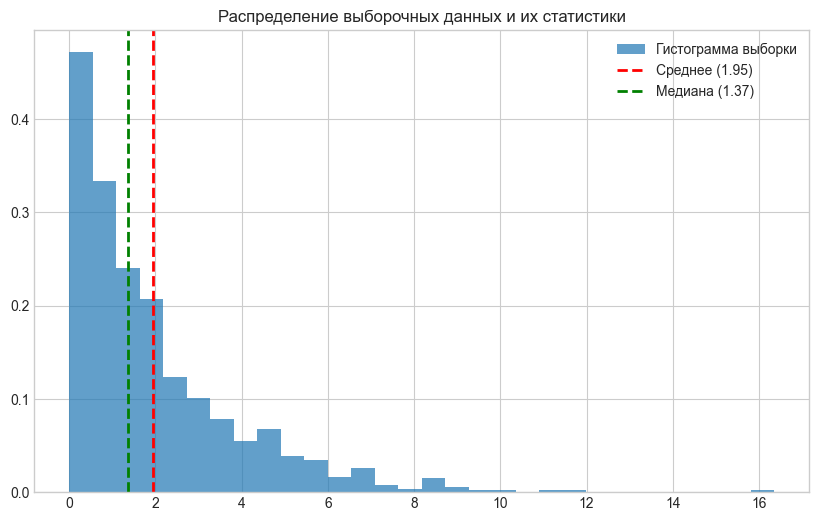 Распределение выборочных данных и их статистики
Гистограмма выборки
Среднее (1.95)
Медиана (1.37)
0.4
0.3
0.2
0.1
0.0
0 2 4 6 8 10 12 14 16